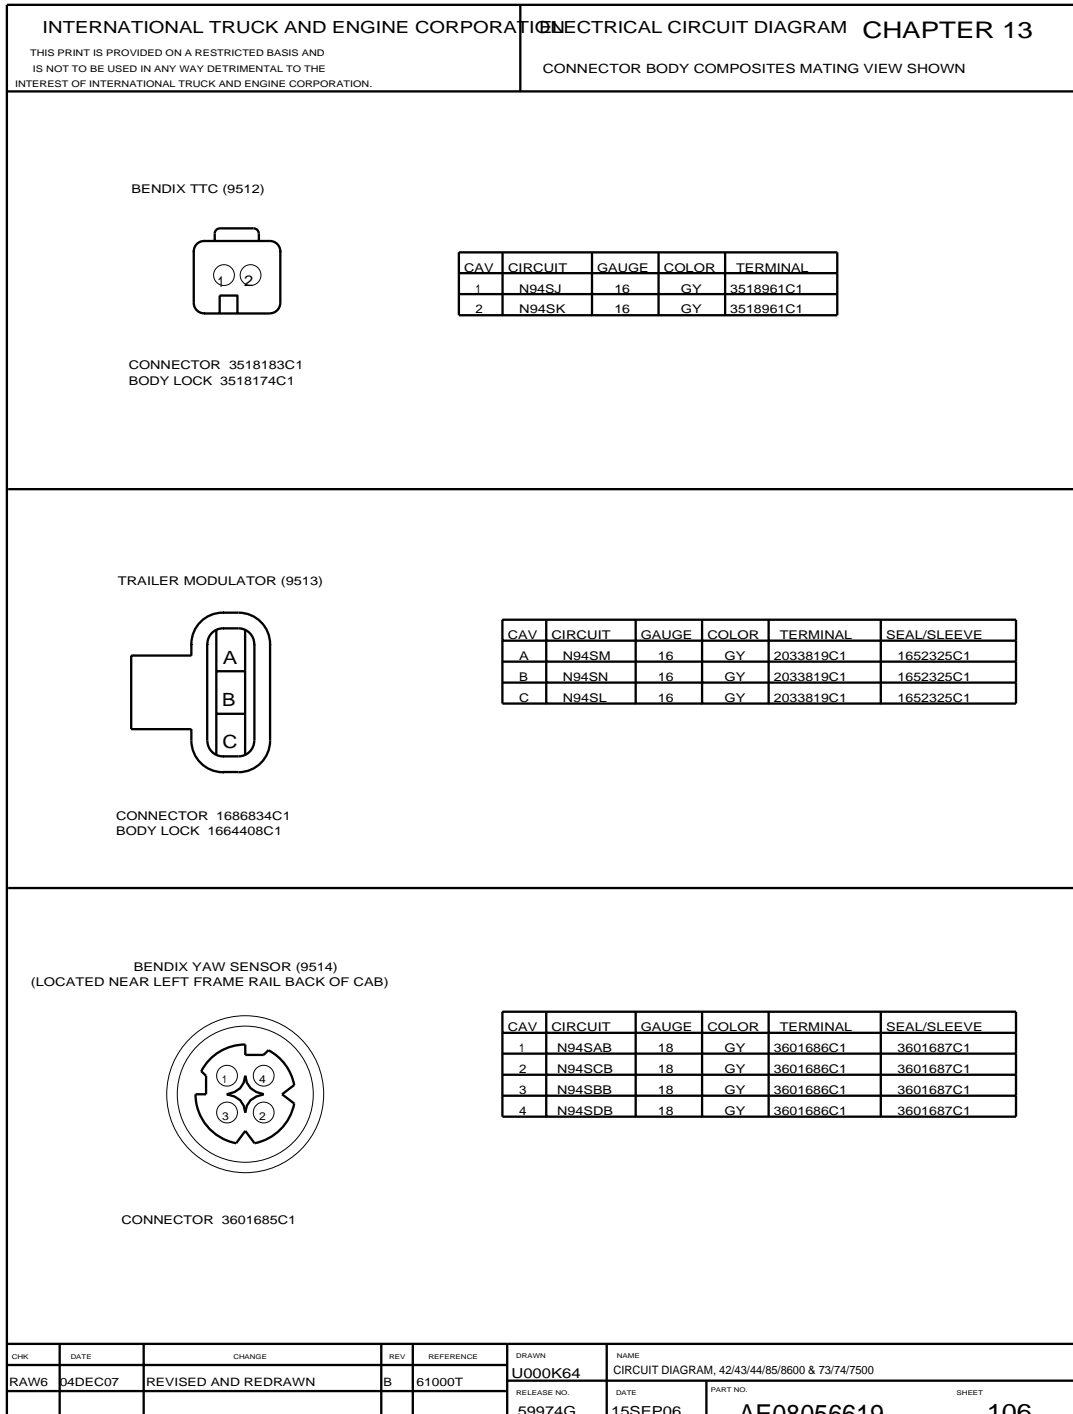 INTERNATIONAL TRUCK AND ENGINE CORPORATION
ELECTRICAL CIRCUIT DIAGRAM CHAPTER 13
THIS PRINT IS PROVIDED ON A RESTRICTED BASIS AND
IS NOT TO BE USED IN ANY WAY DETRIMENTAL TO THE
INTEREST OF INTERNATIONAL TRUCK AND ENGINE CORPORATION.
CONNECTOR BODY COMPOSITES MATING VIEW SHOWN
BENDIX TTC (9512)
1 2
CAV CIRCUIT GAUGE COLOR TERMINAL
1 N94SJ 16 GY 3518961C1
2 N94SK 16 GY 3518961C1
CONNECTOR 3518183C1
BODY LOCK 3518174C1
TRAILER MODULATOR (9513)
A
B
C
CAV CIRCUIT GAUGE COLOR TERMINAL SEAL/SLEEVE
A N94SM 16 GY 2033819C1 1652325C1
B N94SN 16 GY 2033819C1 1652325C1
C N94SL 16 GY 2033819C1 1652325C1
CONNECTOR 1686834C1
BODY LOCK 1664408C1
BENDIX YAW SENSOR (9514)
(LOCATED NEAR LEFT FRAME RAIL BACK OF CAB)
1 4
3 2
CAV CIRCUIT GAUGE COLOR TERMINAL SEAL/SLEEVE
1 N94SAB 18 GY 3601686C1 3601687C1
2 N94SCB 18 GY 3601686C1 3601687C1
3 N94SBB 18 GY 3601686C1 3601687C1
4 N94SDB 18 GY 3601686C1 3601687C1
CONNECTOR 3601685C1
CHK DATE CHANGE REV REFERENCE
RAW6 04DEC07 REVISED AND REDRAWN B 61000T
DRAWN
U000K64
NAME
CIRCUIT DIAGRAM, 42/43/44/85/8600 & 73/74/7500
RELEASE NO. DATE PART NO. SHEET
59974G 15SEP06 AE08056619 106